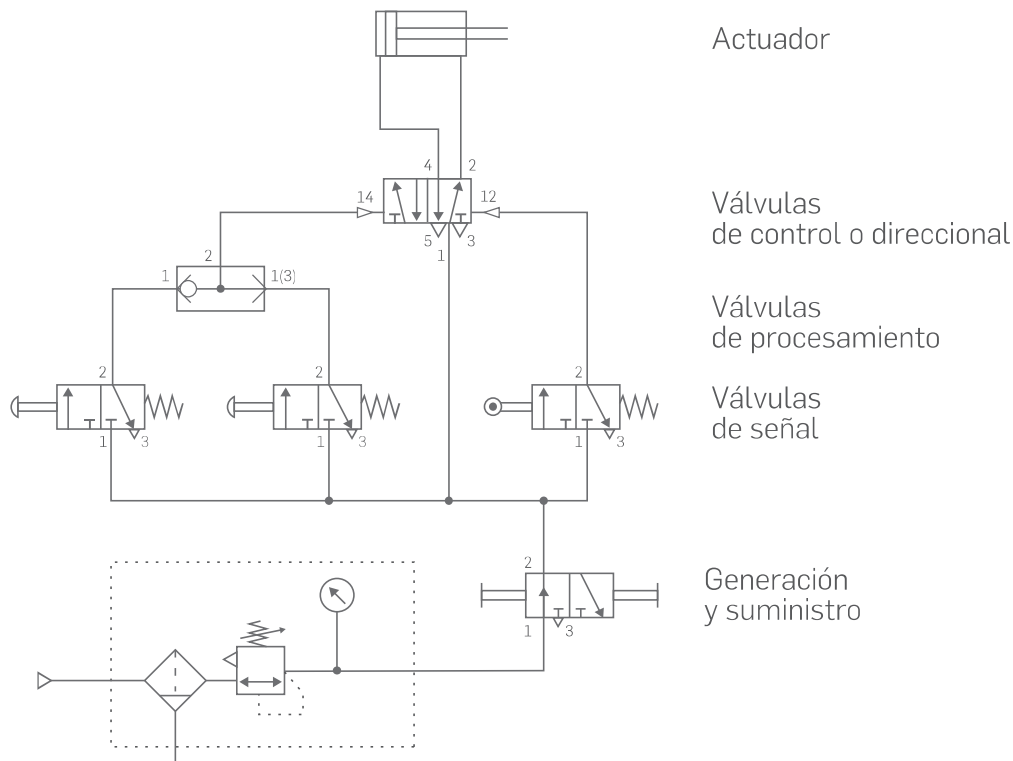 Actuador
4 2
14 12
Válvulas
de control o direccional
5 3
1
2
1 1(3)
Válvulas
de procesamiento
2 2 2
Válvulas
de señal
1 3 1 3 1 3
2
Generación
y suministro
1 3